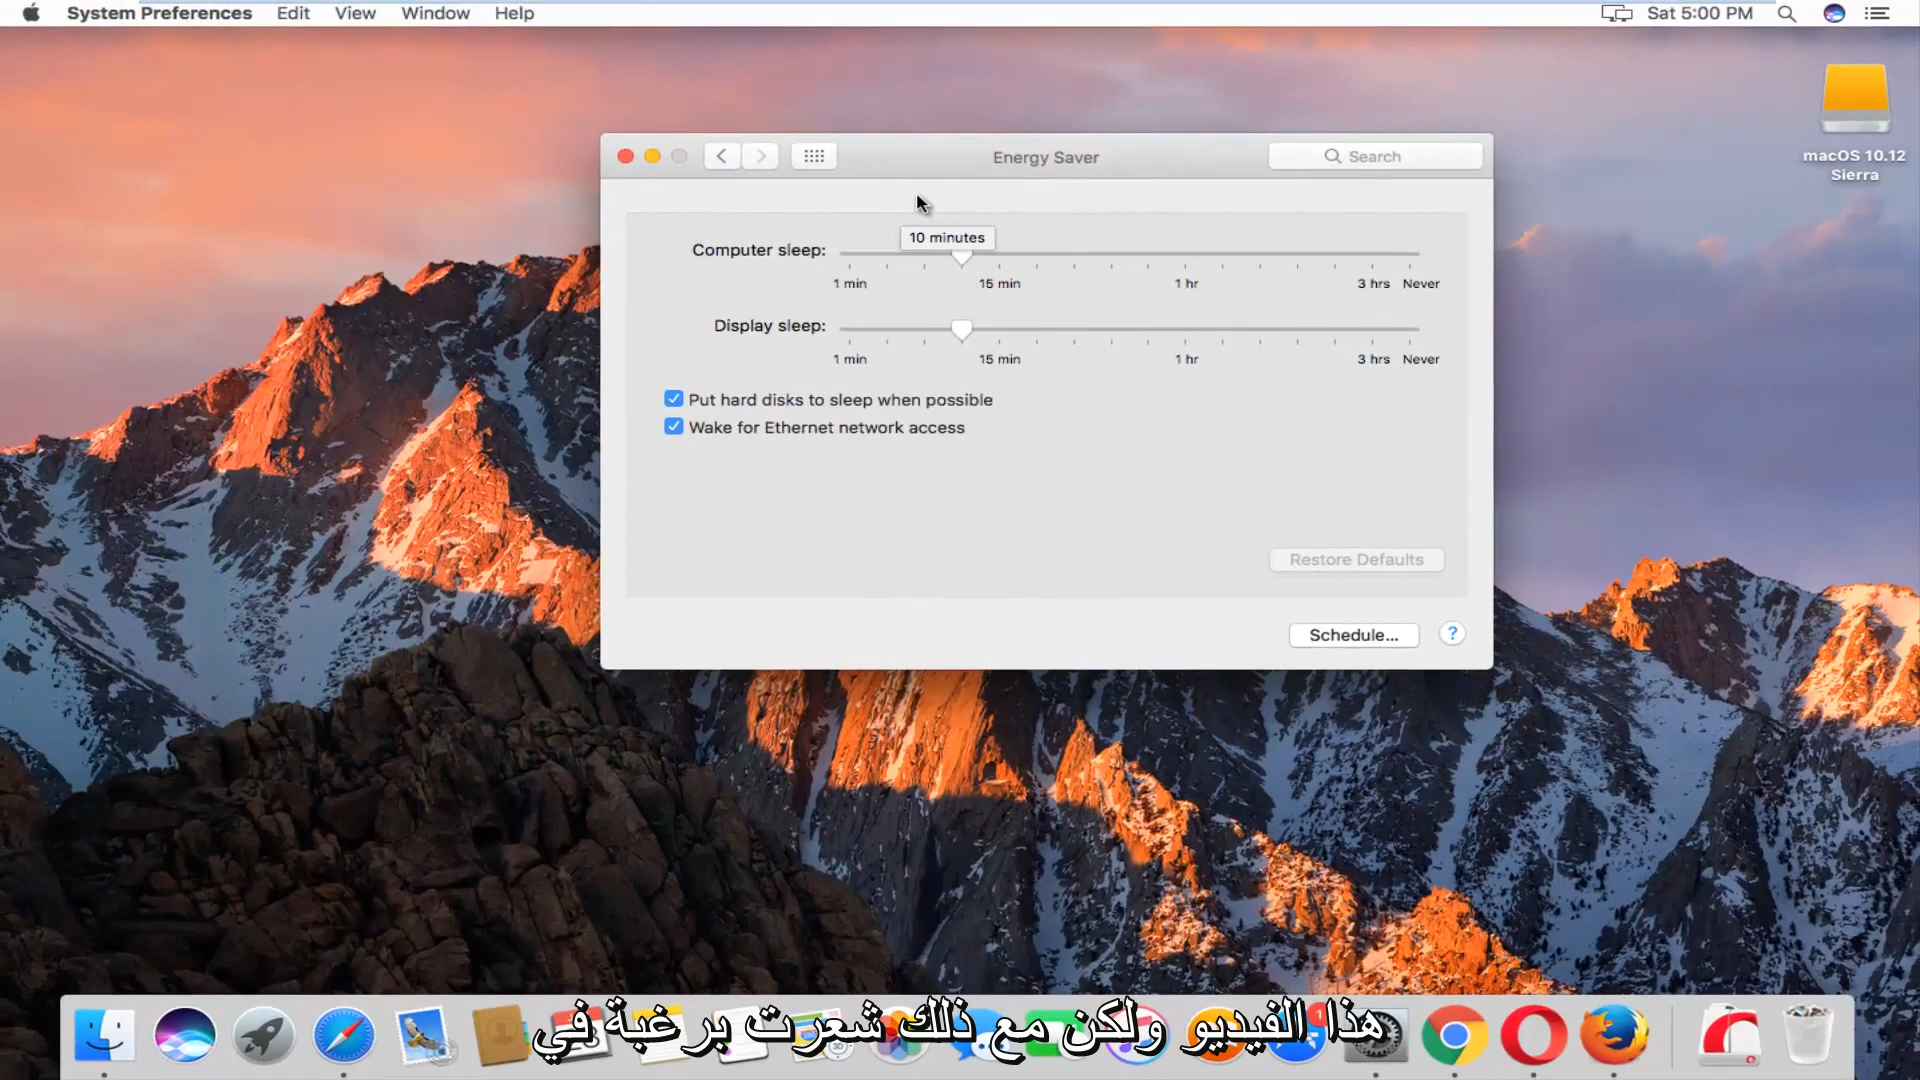 System Preferences Edit View Window Help
Sat 5:00 PM
macOS 10.12
Sierra
Energy Saver
Search
10 minutes
Computer sleep:
1 min 15 min 1 hr 3 hrs Never
Display sleep:
1 min 15 min 1 hr 3 hrs Never
Put hard disks to sleep when possible
Wake for Ethernet network access
Restore Defaults
Schedule... ?
هذا الفيديو ولكن مع ذلك شعرت برغبة في
1